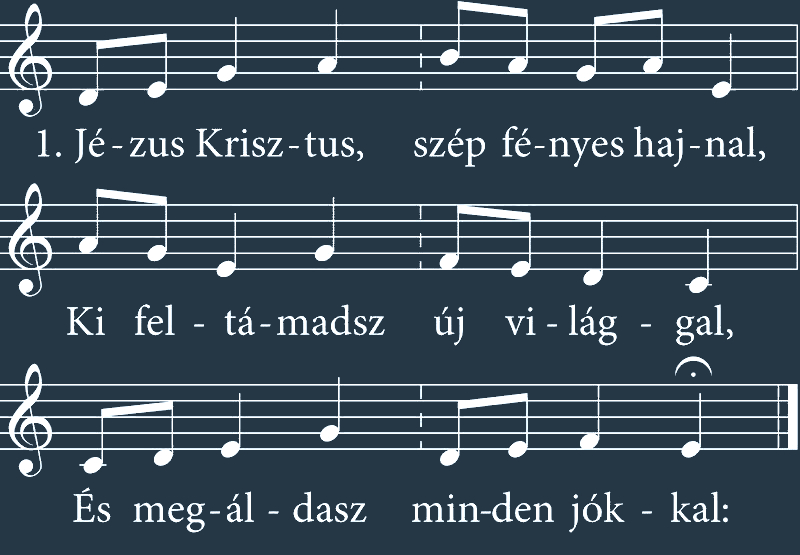 1. Jé-zus Krisz-tus, szép fé-nyes haj-nal,
Ki fel - tá-madsz új vi - lág - gal,
És meg-ál - dasz min-den jók - kal: